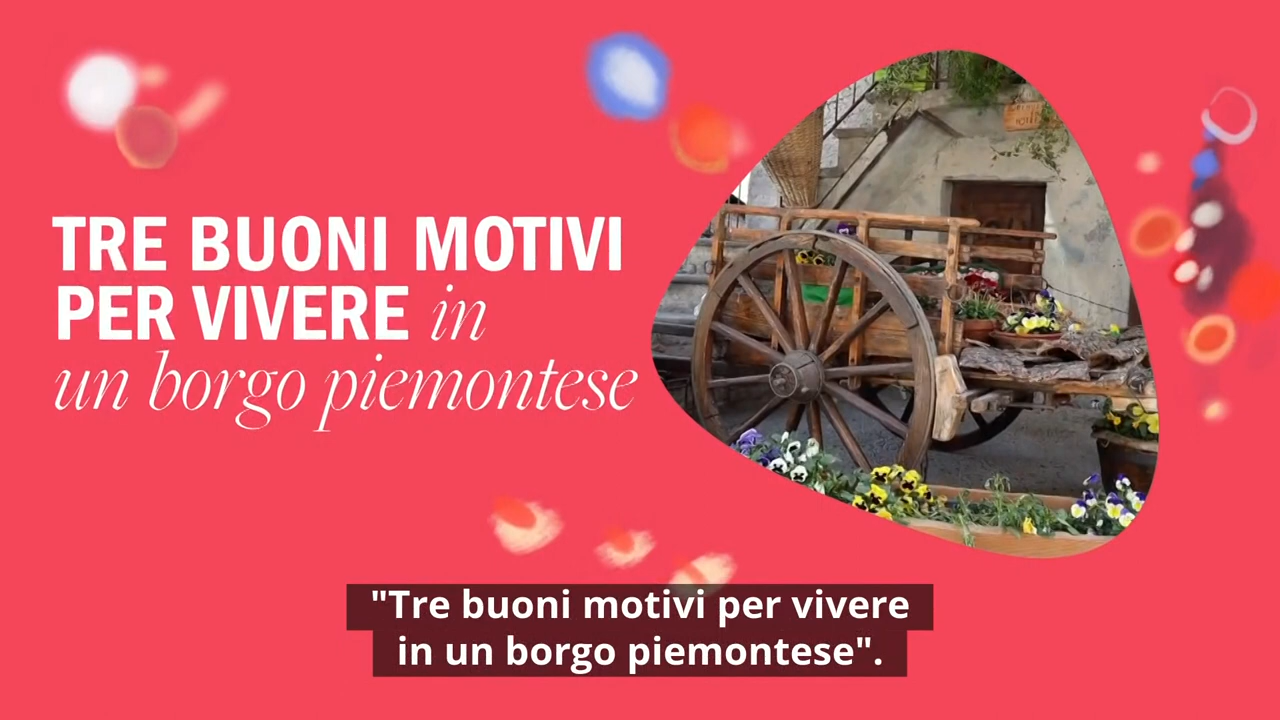 TRE BUONI MOTIVI
PER VIVERE in
un borgo piemontese
"Tre buoni motivi per vivere
in un borgo piemontese".